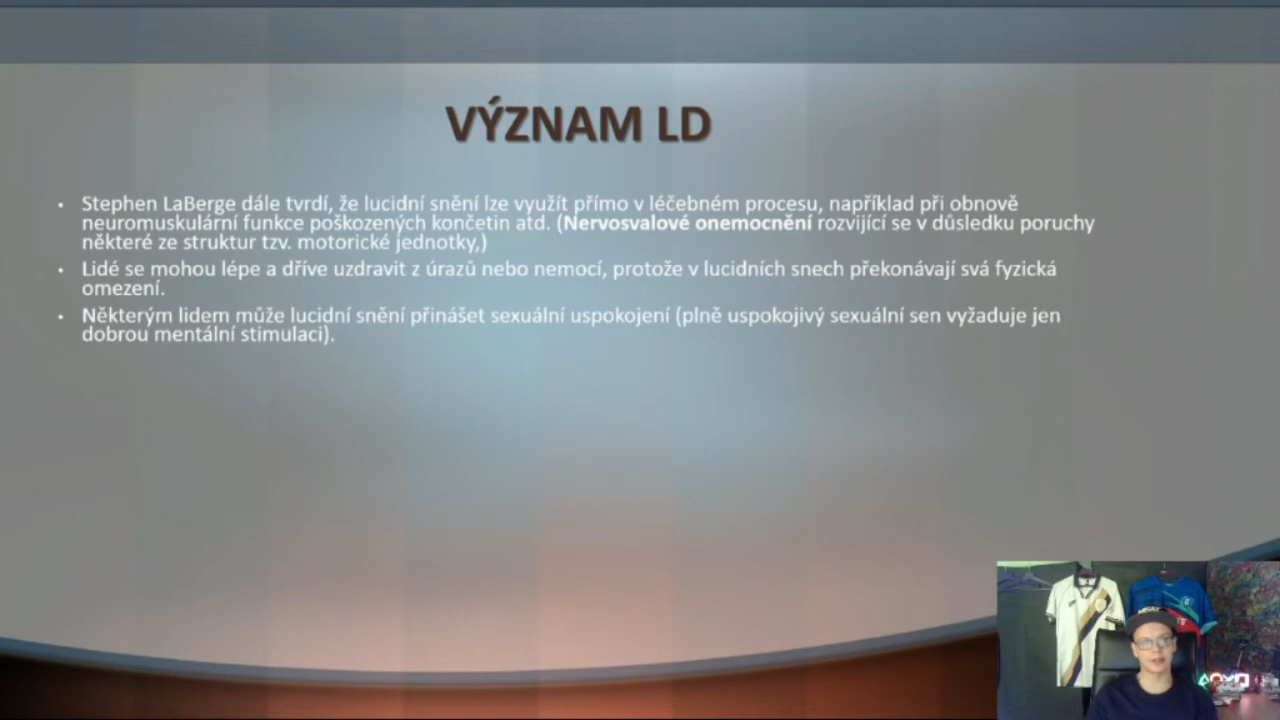 VÝZNAM LD
• Stephen LaBerge dále tvrdí, že lucidní snění lze využít přímo v léčebném procesu, například při obnově
neuromuskulární funkce poškozených končetin atd. (Nervosvalové onemocnění rozvíjící se v důsledku poruchy
některé ze struktur tzv. motorické jednotky,)
• Lidé se mohou lépe a dříve uzdravit z úrazů nebo nemocí, protože v lucidních snech překonávají svá fyzická
omezení.
• Některým lidem může lucidní snění přinášet sexuální uspokojení (plně uspokojivý sexuální sen vyžaduje jen
dobrou mentální stimulaci).